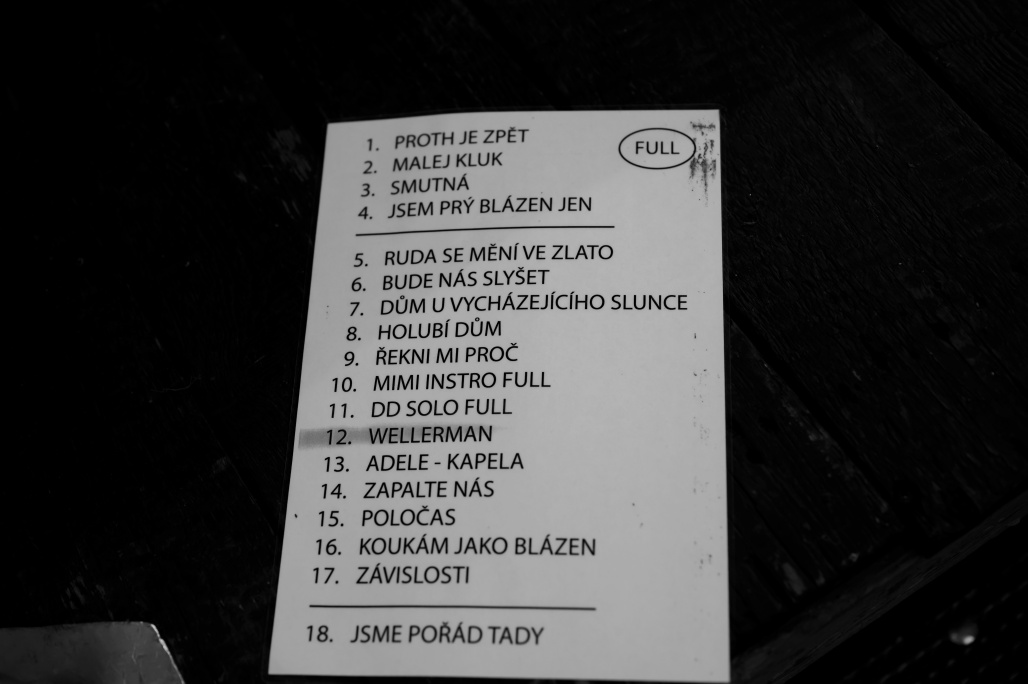 FULL
1. PROTH JE ZPĚT
2. MALEJ KLUK
3. SMUTNÁ
4. JSEM PRÝ BLÁZEN JEN
5. RUDA SE MĚNÍ VE ZLATO
6. BUDE NÁS SLYŠET
7. DŮM U VYCHÁZEJÍCÍHO SLUNCE
8. HOLUBÍ DŮM
9. ŘEKNI MI PROČ
10. MIMI INSTRO FULL
11. DD SOLO FULL
12. WELLERMAN
13. ADELE - KAPELA
14. ZAPALTE NÁS
15. POLOČAS
16. KOUKÁM JAKO BLÁZEN
17. ZÁVISLOSTI
18. JSME POŘÁD TADY